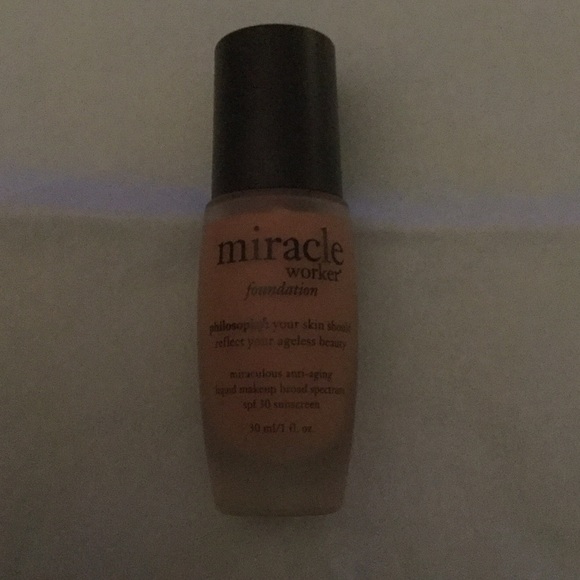 miracle
worker
foundation
philosophy: your skin should
reflect your ageless beauty
miraculous anti-aging
liquid makeup broad spectrum
spf 30 sunscreen
30 ml/1 fl. oz.